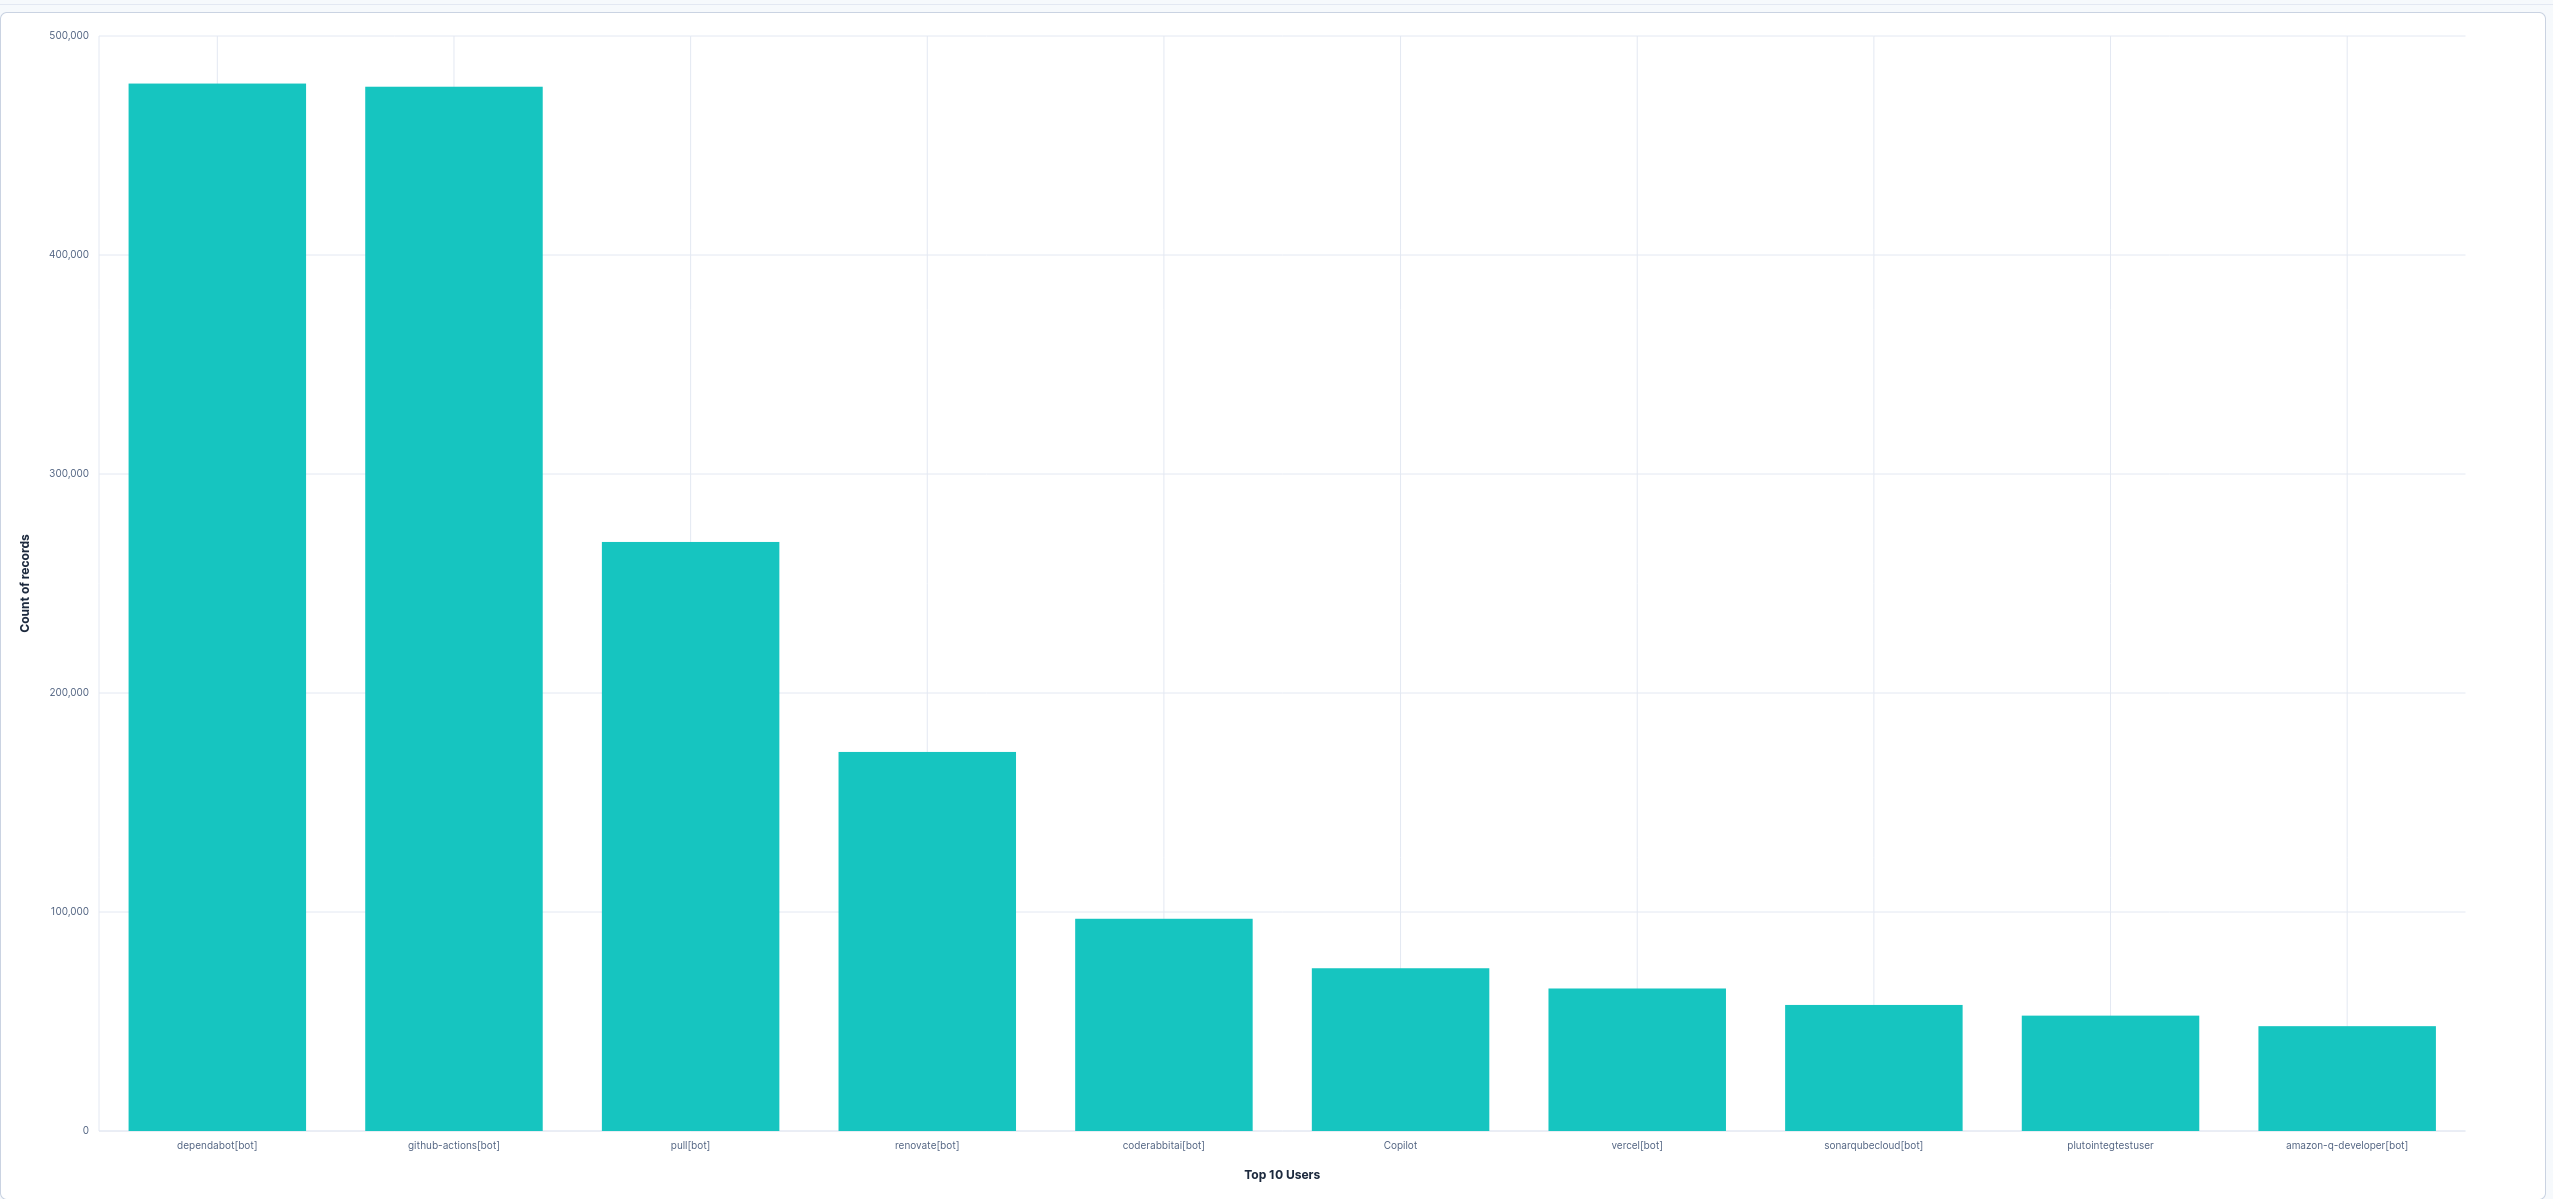 500,000
400,000
300,000
200,000
100,000
0
Count of records
dependabot[bot]
github-actions[bot]
pull[bot]
renovate[bot]
coderabbitai[bot]
Copilot
vercel[bot]
sonarqubecloud[bot]
plutointegtestuser
amazon-q-developer[bot]
Top 10 Users